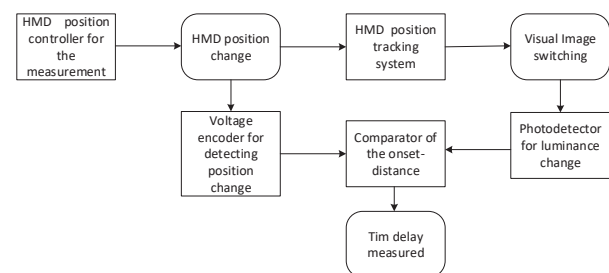 HMD position
controller for
the
measurement
HMD position
change
HMD position
tracking
system
Visual Image
switching
Voltage
encoder for
detecting
position
change
Comparator of
the onset-
distance
Photodetector
for luminance
change
Tim delay
measured